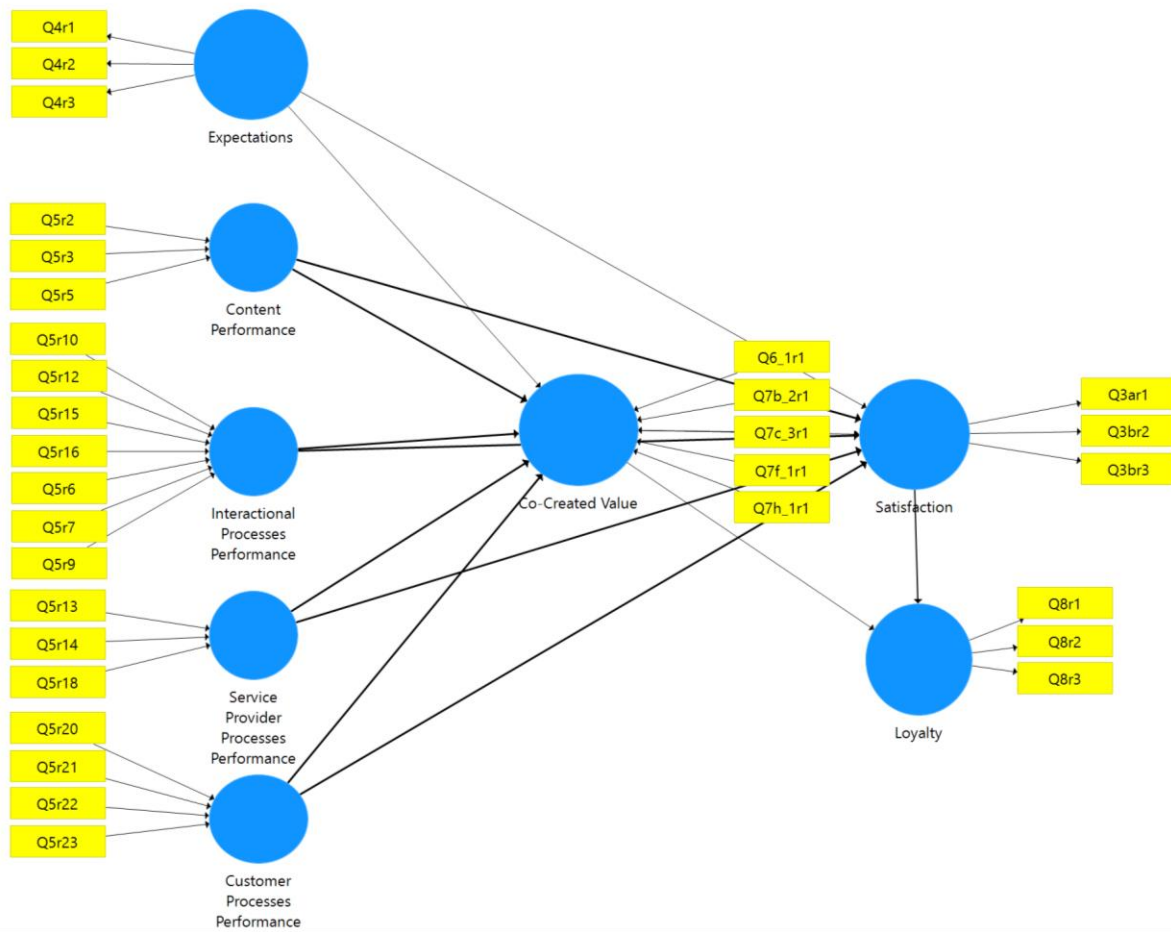 Q4r1
Q4r2
Q4r3
Expectations
Q5r2
Q5r3
Q5r5
Content
Performance
Q5r10
Q5r12
Q5r15
Q5r16
Q5r6
Q5r7
Q5r9
Interactional
Processes
Performance
Q5r13
Q5r14
Q5r18
Service
Provider
Processes
Performance
Q5r20
Q5r21
Q5r22
Q5r23
Customer
Processes
Performance
Q6_1r1
Q7b_2r1
Q7c_3r1
Q7f_1r1
Q7h_1r1
Co-Created Value
Satisfaction
Q3ar1
Q3br2
Q3br3
Q8r1
Q8r2
Q8r3
Loyalty